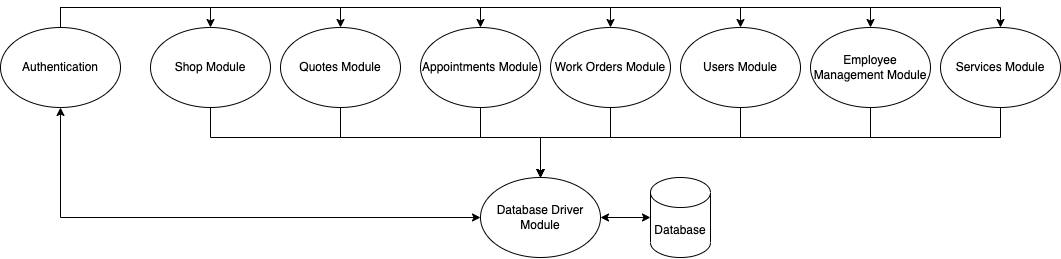 Authentication
Shop Module
Quotes Module
Appointments Module
Work Orders Module
Users Module
Employee
Management Module
Services Module
Database Driver
Module
Database